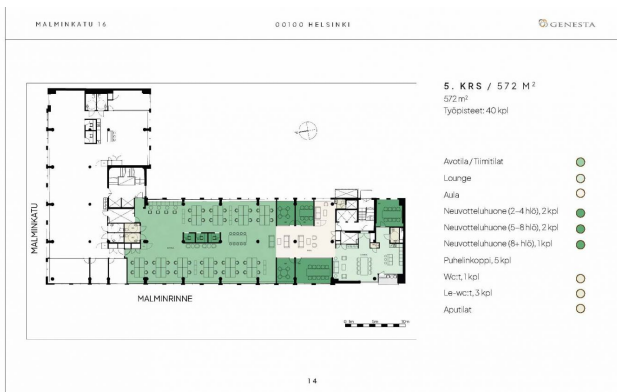 MALMINKATU 16
00100 HELSINKI
GENESTA
5. KRS / 572 M²
572 m²
Työpisteet: 40 kpl
Avotila / Tiimitilat
Lounge
Aula
Neuvotteluhuone (2-4 hlö), 2 kpl
Neuvotteluhuone (5-8 hlö), 2 kpl
Neuvotteluhuone (8+ hlö), 1 kpl
Puhelinkoppi, 5 kpl
Wc:t, 1 kpl
Le-wc:t, 3 kpl
Aputilat
MALMINKATU
MALMINRINNE
14